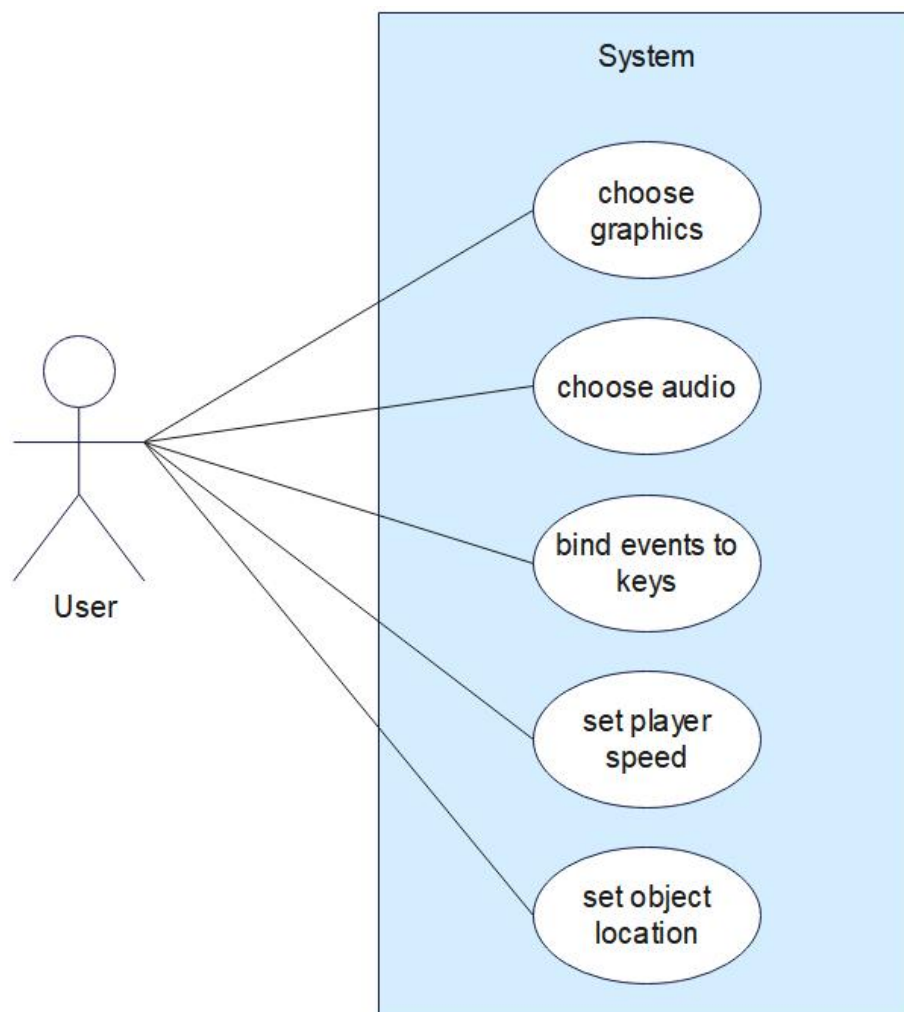 System
choose
graphics
choose audio
bind events to
keys
User
set player
speed
set object
location